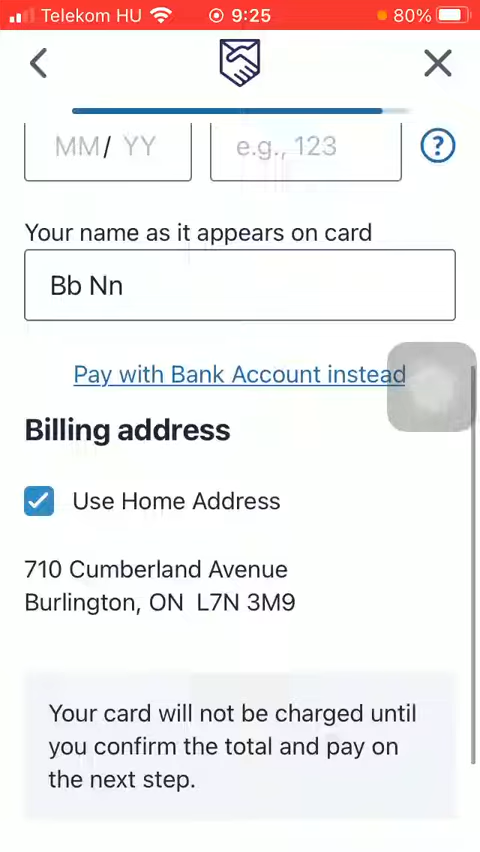 Telekom HU 9:25 80%
MM/ YY e.g., 123 ?
Your name as it appears on card
Bb Nn
Pay with Bank Account instead
Billing address
Use Home Address
710 Cumberland Avenue
Burlington, ON L7N 3M9
Your card will not be charged until
you confirm the total and pay on
the next step.